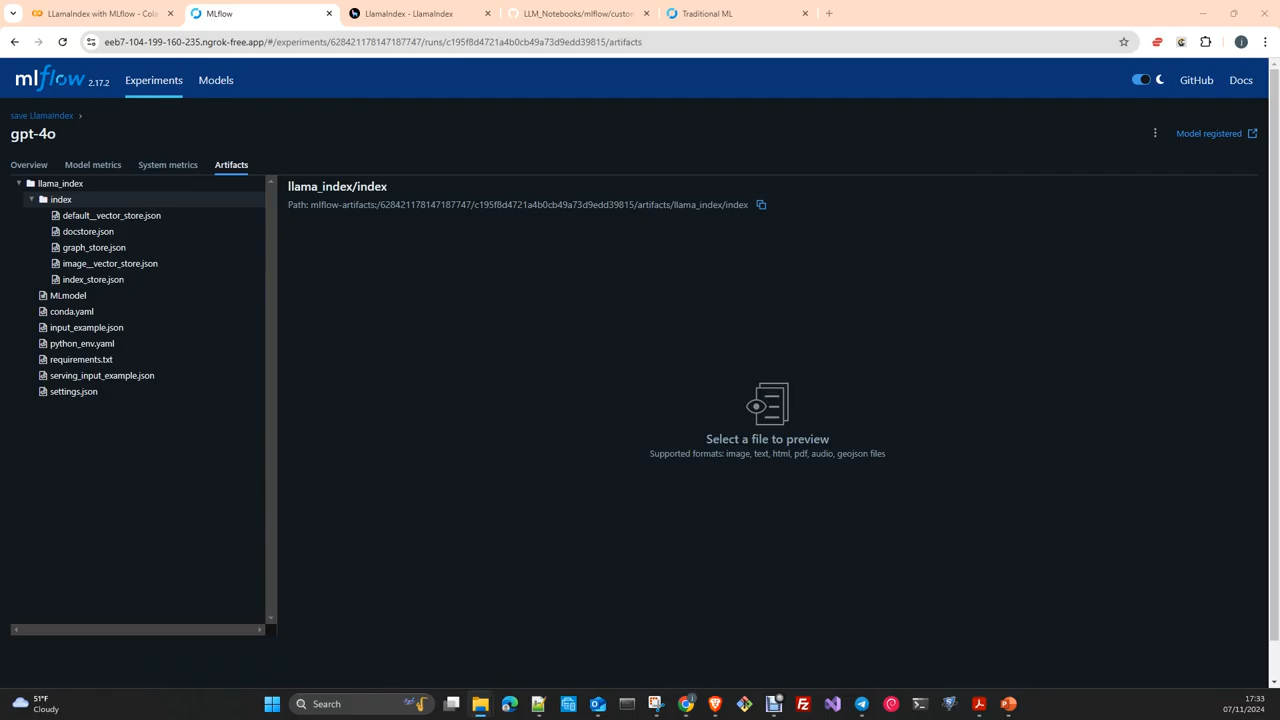 LLamaIndex with MLflow - Cola
MLflow
LlamaIndex - LlamaIndex
LLM_Notebooks/mlflow/custo
Traditional ML
eeb7-104-199-160-235.ngrok-free.app/#/experiments/628421178147187747/runs/c195f8d4721a4b0cb49a73d9edd39815/artifacts
mlflow 2.17.2
Experiments
Models
GitHub
Docs
save LlamaIndex
gpt-4o
Model registered
Overview
Model metrics
System metrics
Artifacts
llama_index
index
default__vector_store.json
docstore.json
graph_store.json
image__vector_store.json
index_store.json
MLmodel
conda.yaml
input_example.json
python_env.yaml
requirements.txt
serving_input_example.json
settings.json
llama_index/index
Path: mlflow-artifacts:/628421178147187747/c195f8d4721a4b0cb49a73d9edd39815/artifacts/llama_index/index
Select a file to preview
Supported formats: image, text, html, pdf, audio, geojson files
51°F
Cloudy
Search
17:33
07/11/2024